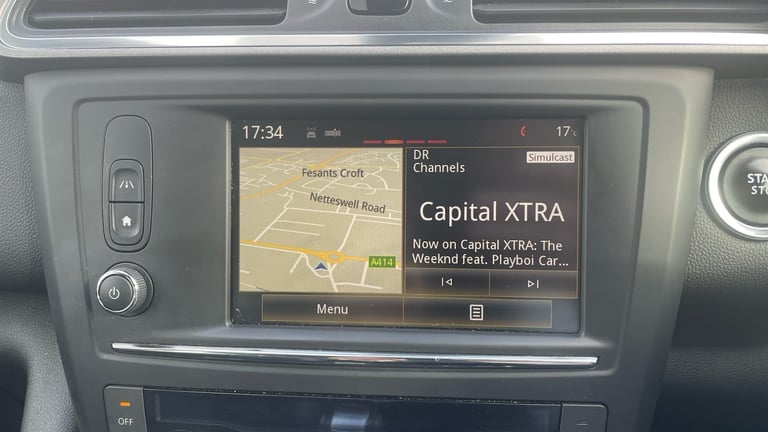 17:34
17°C
Fesants Croft
Netteswell Road
A414
DR
Channels
Simulcast
Capital XTRA
Now on Capital XTRA: The
Weeknd feat. Playboi Car...
Menu
OFF